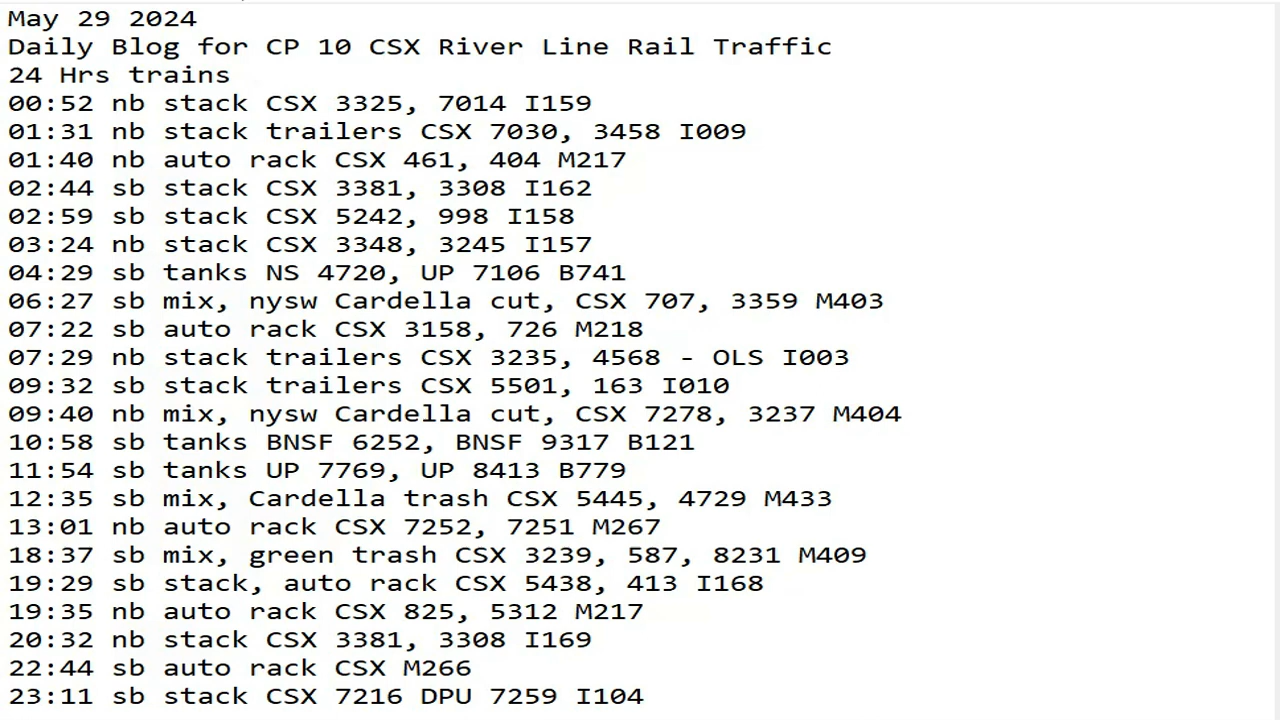 May 29 2024
Daily Blog for CP 10 CSX River Line Rail Traffic
24 Hrs trains
00:52 nb stack CSX 3325, 7014 I159
01:31 nb stack trailers CSX 7030, 3458 I009
01:40 nb auto rack CSX 461, 404 M217
02:44 sb stack CSX 3381, 3308 I162
02:59 sb stack CSX 5242, 998 I158
03:24 nb stack CSX 3348, 3245 I157
04:29 sb tanks NS 4720, UP 7106 B741
06:27 sb mix, nysw Cardella cut, CSX 707, 3359 M403
07:22 sb auto rack CSX 3158, 726 M218
07:29 nb stack trailers CSX 3235, 4568 - OLS I003
09:32 sb stack trailers CSX 5501, 163 I010
09:40 nb mix, nysw Cardella cut, CSX 7278, 3237 M404
10:58 sb tanks BNSF 6252, BNSF 9317 B121
11:54 sb tanks UP 7769, UP 8413 B779
12:35 sb mix, Cardella trash CSX 5445, 4729 M433
13:01 nb auto rack CSX 7252, 7251 M267
18:37 sb mix, green trash CSX 3239, 587, 8231 M409
19:29 sb stack, auto rack CSX 5438, 413 I168
19:35 nb auto rack CSX 825, 5312 M217
20:32 nb stack CSX 3381, 3308 I169
22:44 sb auto rack CSX M266
23:11 sb stack CSX 7216 DPU 7259 I104